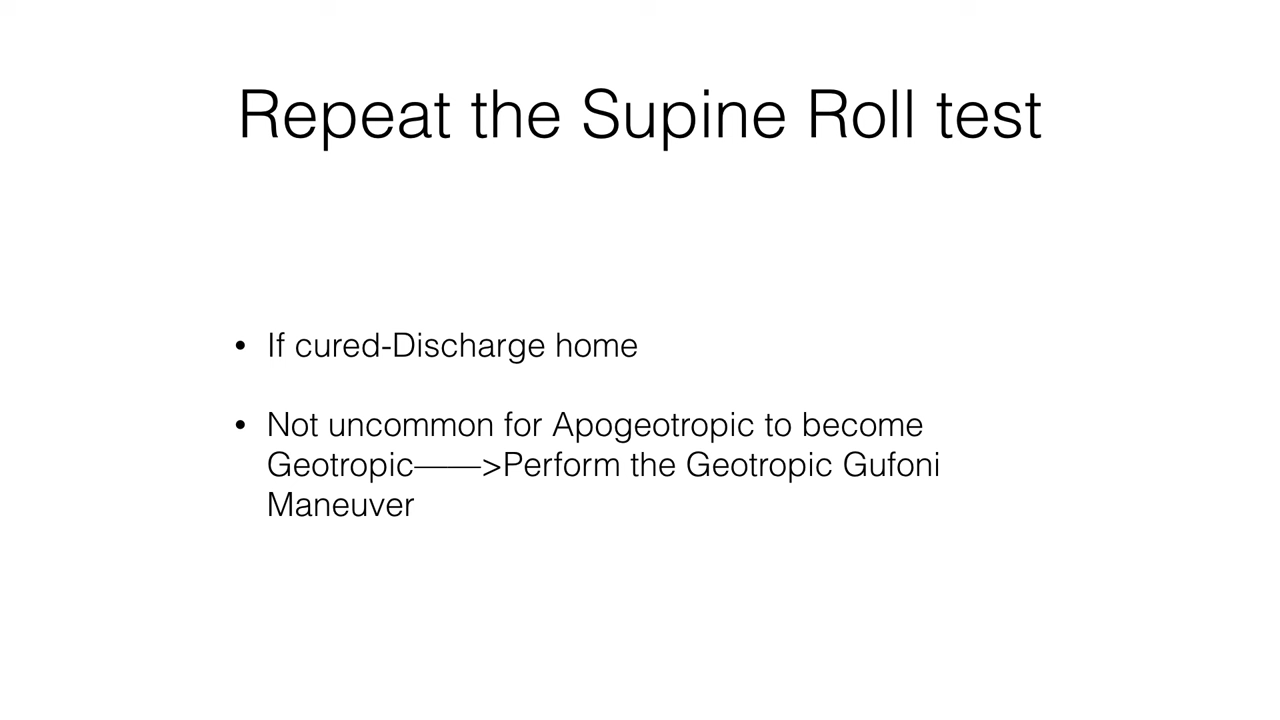 Repeat the Supine Roll test
• If cured-Discharge home
• Not uncommon for Apogeotropic to become
Geotropic——>Perform the Geotropic Gufoni
Maneuver